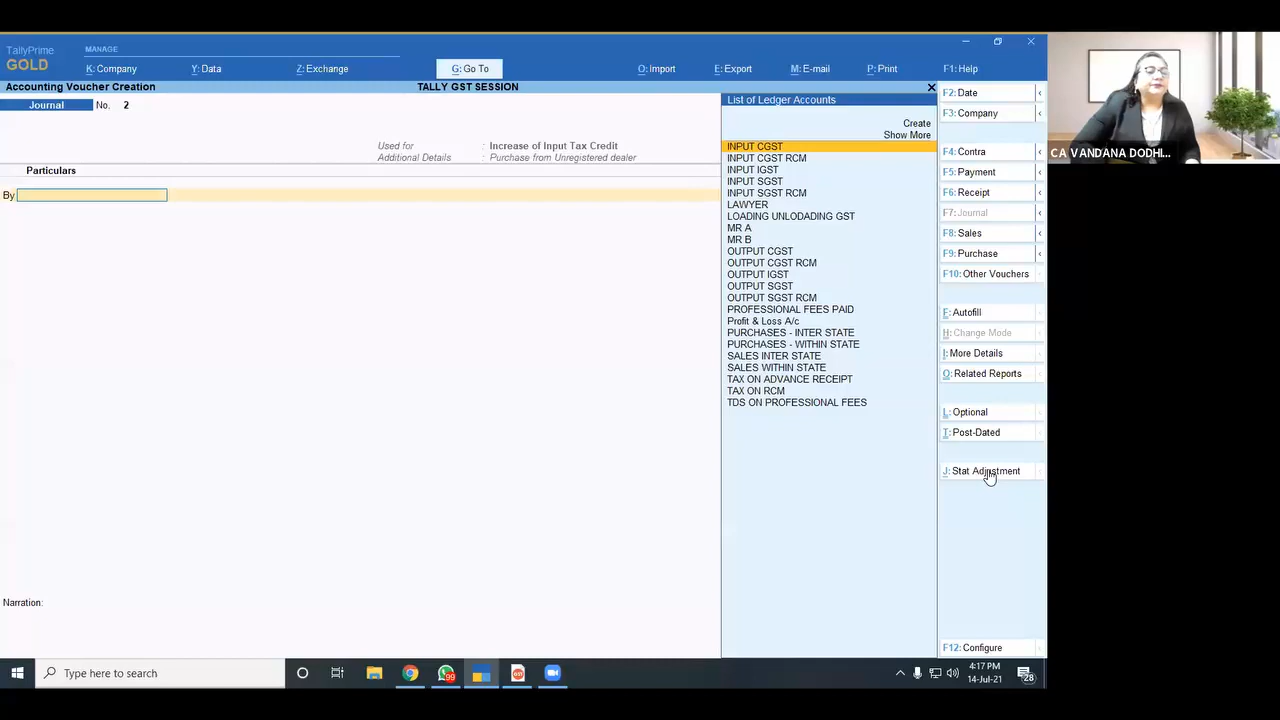 TallyPrime
GOLD
MANAGE
K: Company
Y: Data
Z: Exchange
G: Go To
O: Import
E: Export
M: E-mail
P: Print
F1: Help
Accounting Voucher Creation
TALLY GST SESSION
Journal No. 2
Used for : Increase of Input Tax Credit
Additional Details : Purchase from Unregistered dealer
Particulars
By
Narration:
List of Ledger Accounts
Create
Show More
INPUT CGST
INPUT CGST RCM
INPUT IGST
INPUT SGST
INPUT SGST RCM
LAWYER
LOADING UNLODADING GST
MR A
MR B
OUTPUT CGST
OUTPUT CGST RCM
OUTPUT IGST
OUTPUT SGST
OUTPUT SGST RCM
PROFESSIONAL FEES PAID
Profit & Loss A/c
PURCHASES - INTER STATE
PURCHASES - WITHIN STATE
SALES INTER STATE
SALES WITHIN STATE
TAX ON ADVANCE RECEIPT
TAX ON RCM
TDS ON PROFESSIONAL FEES
F2: Date
F3: Company
F4: Contra
F5: Payment
F6: Receipt
F7: Journal
F8: Sales
F9: Purchase
F10: Other Vouchers
F: Autofill
H: Change Mode
I: More Details
O: Related Reports
L: Optional
T: Post-Dated
J: Stat Adjustment
F12: Configure
CA VANDANA DODHI...
Type here to search
99
4:17 PM
14-Jul-21
28